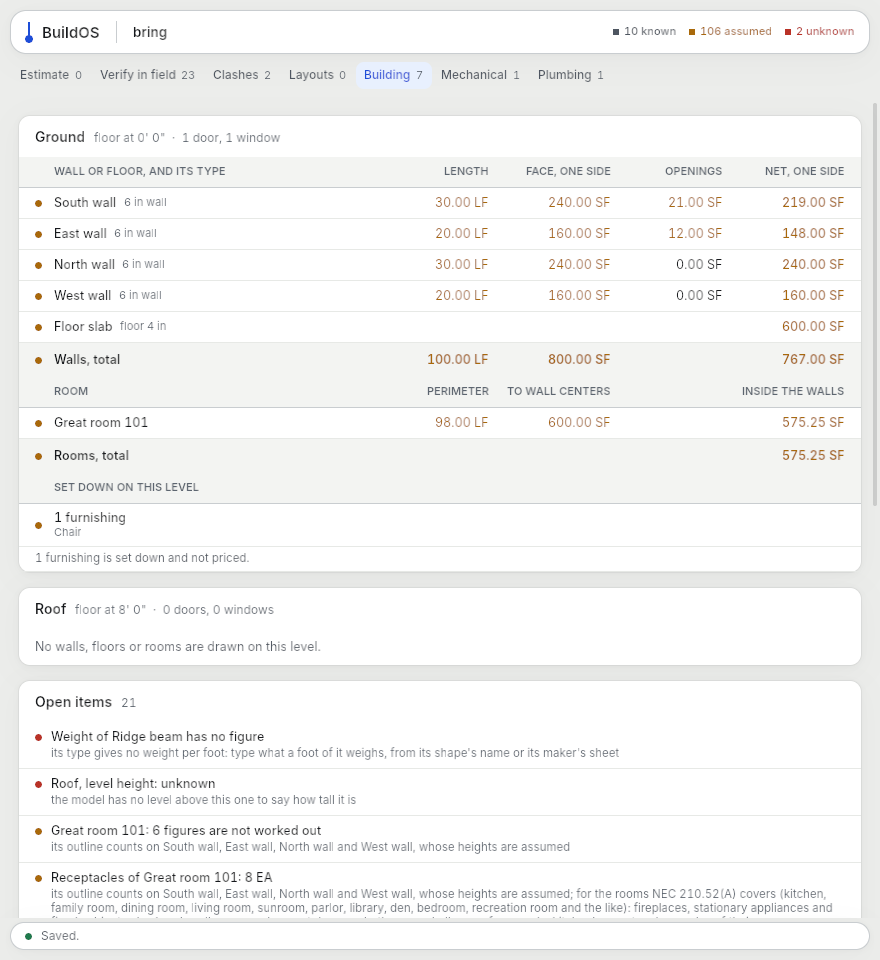 BuildOS bring 10 known 106 assumed 2 unknown
Estimate 0 Verify in field 23 Clashes 2 Layouts 0 Building 7 Mechanical 1 Plumbing 1
Ground floor at 0' 0" · 1 door, 1 window
WALL OR FLOOR, AND ITS TYPE LENGTH FACE, ONE SIDE OPENINGS NET, ONE SIDE
South wall 6 in wall 30.00 LF 240.00 SF 21.00 SF 219.00 SF
East wall 6 in wall 20.00 LF 160.00 SF 12.00 SF 148.00 SF
North wall 6 in wall 30.00 LF 240.00 SF 0.00 SF 240.00 SF
West wall 6 in wall 20.00 LF 160.00 SF 0.00 SF 160.00 SF
Floor slab floor 4 in 600.00 SF
Walls, total 100.00 LF 800.00 SF 767.00 SF
ROOM PERIMETER TO WALL CENTERS INSIDE THE WALLS
Great room 101 98.00 LF 600.00 SF 575.25 SF
Rooms, total 575.25 SF
SET DOWN ON THIS LEVEL
1 furnishing
Chair
1 furnishing is set down and not priced.
Roof floor at 8' 0" · 0 doors, 0 windows
No walls, floors or rooms are drawn on this level.
Open items 21
Weight of Ridge beam has no figure
its type gives no weight per foot: type what a foot of it weighs, from its shape's name or its maker's sheet
Roof, level height: unknown
the model has no level above this one to say how tall it is
Great room 101: 6 figures are not worked out
its outline counts on South wall, East wall, North wall and West wall, whose heights are assumed
Receptacles of Great room 101: 8 EA
its outline counts on South wall, East wall, North wall and West wall, whose heights are assumed; for the rooms NEC 210.52(A) covers (kitchen,
family room, dining room, living room, sunroom, parlor, library, den, bedroom, recreation room and the like): fireplaces, stationary appliances and
Saved.